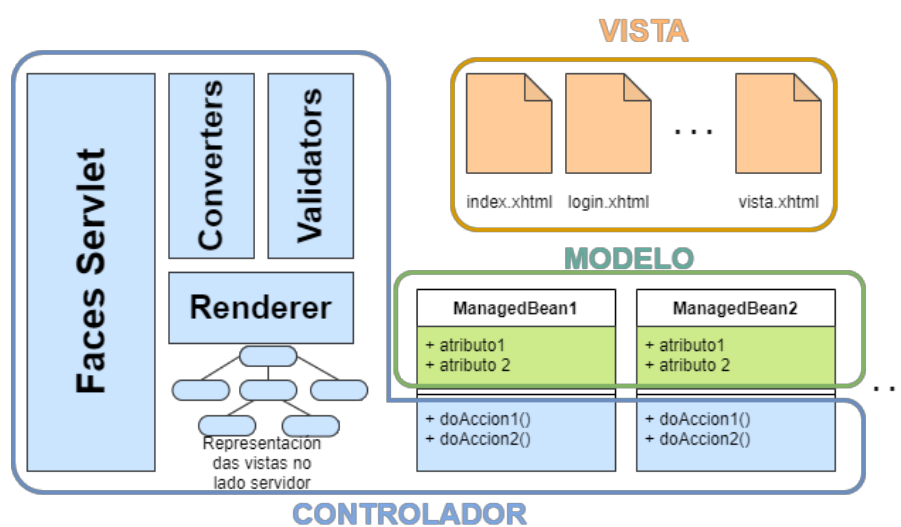 VISTA
Faces Servlet
Converters
Validators
. . .
index.xhtml login.xhtml vista.xhtml
MODELO
Renderer
ManagedBean1
+ atributo1
+ atributo 2
+ doAccion1()
+ doAccion2()
ManagedBean2
+ atributo1
+ atributo 2
+ doAccion1()
+ doAccion2()
. .
Representación
das vistas no
lado servidor
CONTROLADOR